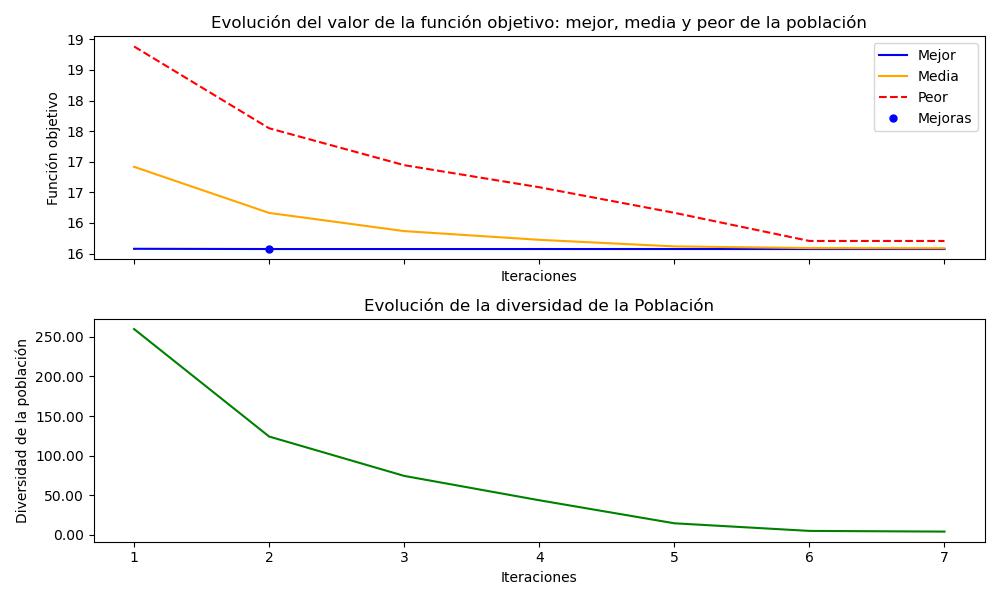 Evolución del valor de la función objetivo: mejor, media y peor de la población
Función objetivo
19
19
18
18
17
17
16
16
Mejor
Media
Peor
Mejoras
Iteraciones
Evolución de la diversidad de la Población
Diversidad de la población
250.00
200.00
150.00
100.00
50.00
0.00
1 2 3 4 5 6 7
Iteraciones